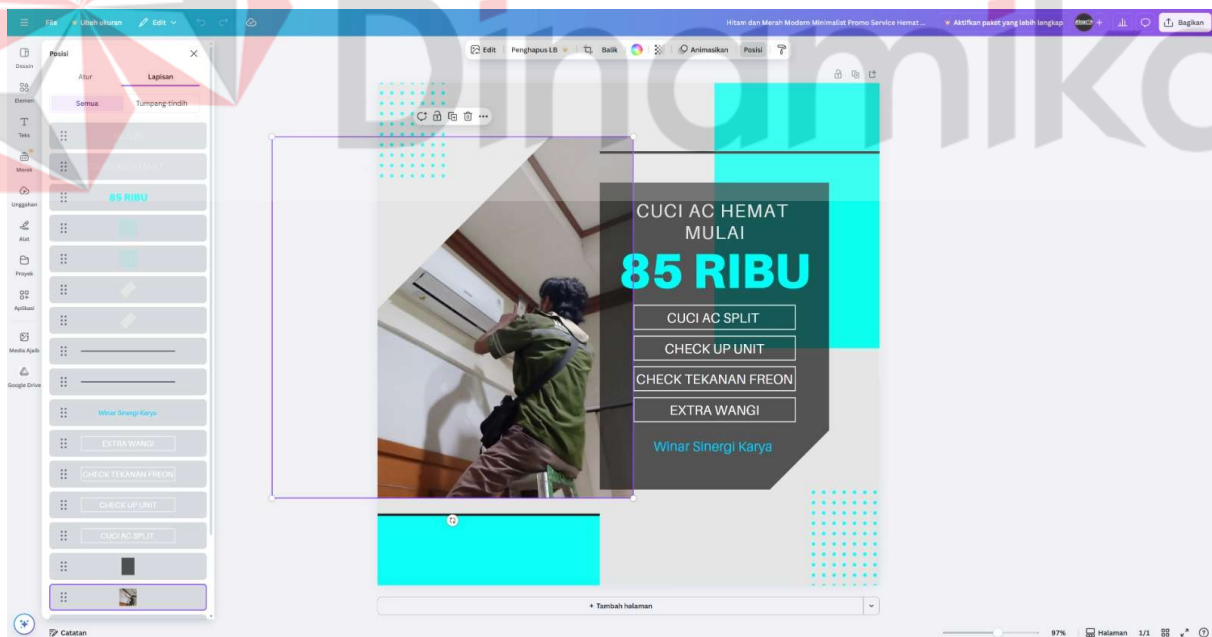 Dinamika
File
Ubah ukuran
Edit
Hitam dan Merah Modern Minimalist Promo Service Hemat ...
Aktifkan paket yang lebih lengkap
Bagikan
Desain
Elemen
Teks
Merek
Unggahan
Alat
Proyek
Aplikasi
Media Ajaib
Google Drive
Posisi
Atur
Lapisan
Semua
Tumpang-tindih
85 RIBU
Winar Sinergi Karya
EXTRA WANGI
CHECK TEKANAN FREON
CHECK UP UNIT
CUCI AC SPLIT
Edit
Penghapus LB
Balik
Animasikan
Posisi
CUCI AC HEMAT
MULAI
85 RIBU
CUCI AC SPLIT
CHECK UP UNIT
CHECK TEKANAN FREON
EXTRA WANGI
Winar Sinergi Karya
+ Tambah halaman
Catatan
97%
Halaman 1/1